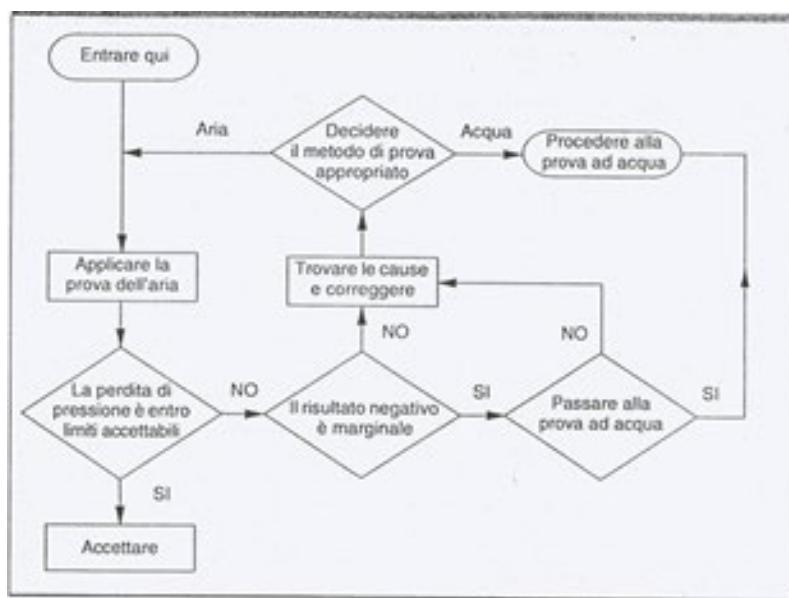 Entrare qui
Aria
Decidere
il metodo di prova
appropriato
Acqua
Procedere alla
prova ad acqua
Applicare la
prova dell'aria
Trovare le cause
e correggere
NO
NO
La perdita di
pressione è entro
limiti accettabili
NO
Il risultato negativo
è marginale
SI
Passare alla
prova ad acqua
SI
SI
Accettare